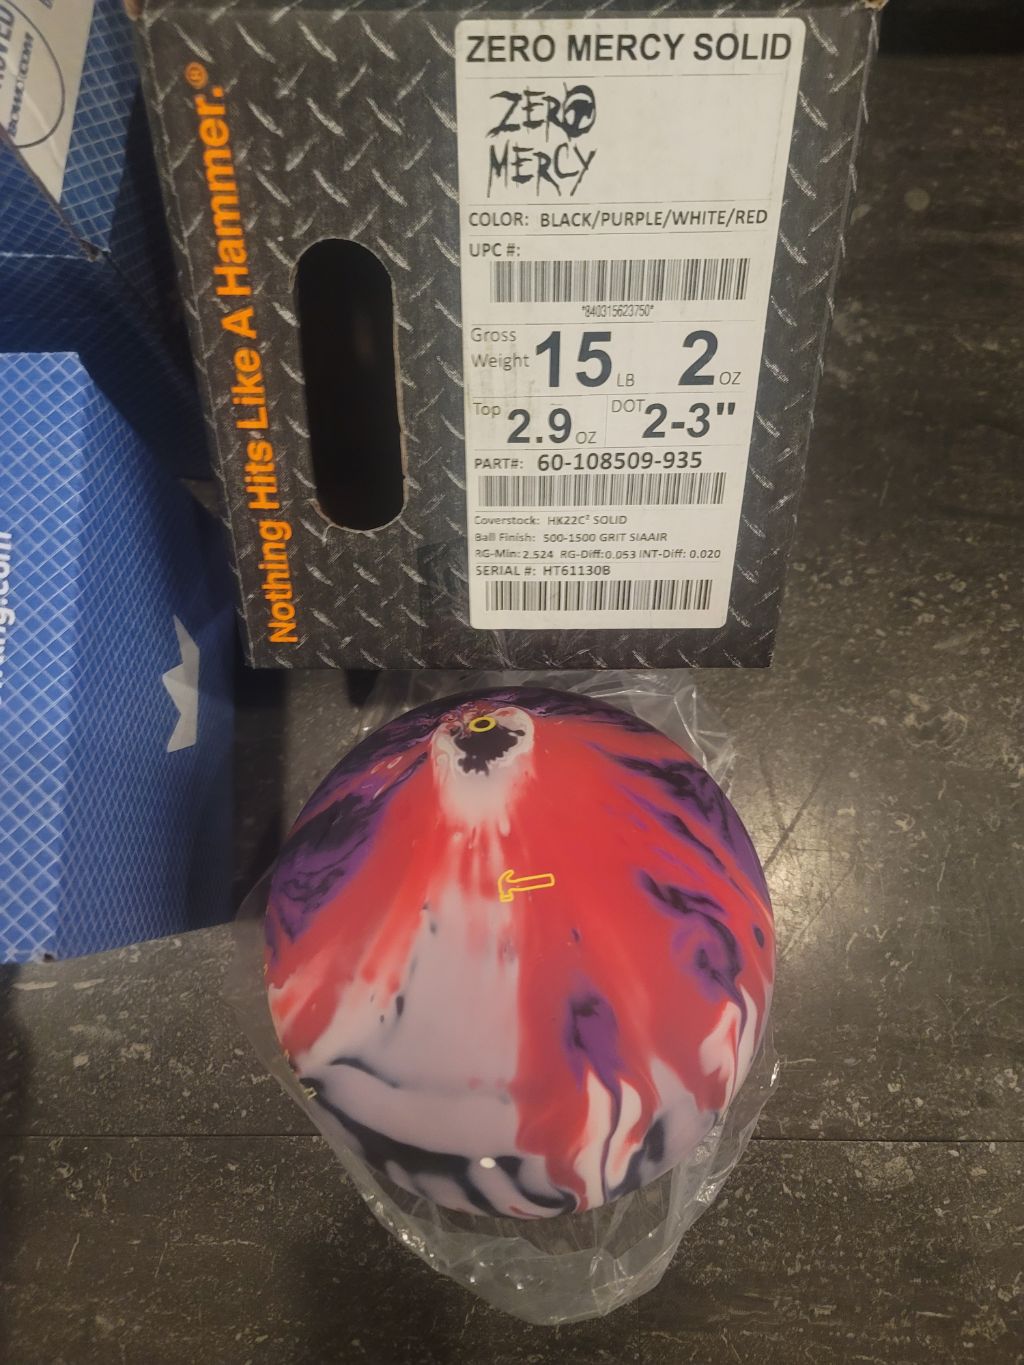 Nothing Hits Like A Hammer.®
ZERO MERCY SOLID
ZERO
MERCY
COLOR: BLACK/PURPLE/WHITE/RED
UPC #:
*840315623750*
Gross
Weight 15 LB 2 OZ
Top 2.9 OZ DOT 2-3"
PART#: 60-108509-935
Coverstock: HK22C² SOLID
Ball Finish: 500-1500 GRIT SIAAIR
RG-Min: 2.524 RG-Diff: 0.053 INT-Diff: 0.020
SERIAL #: HT61130B